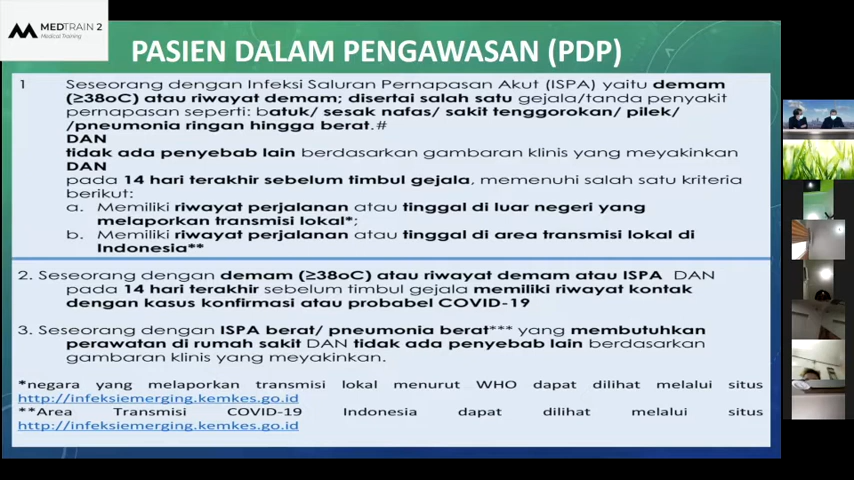 MEDTRAIN 2
Medical Training
PASIEN DALAM PENGAWASAN (PDP)
1 Seseorang dengan Infeksi Saluran Pernapasan Akut (ISPA) yaitu demam
(≥38oC) atau riwayat demam; disertai salah satu gejala/tanda penyakit
pernapasan seperti: batuk/ sesak nafas/ sakit tenggorokan/ pilek/
/pneumonia ringan hingga berat.#
DAN
tidak ada penyebab lain berdasarkan gambaran klinis yang meyakinkan
DAN
pada 14 hari terakhir sebelum timbul gejala, memenuhi salah satu kriteria
berikut:
a. Memiliki riwayat perjalanan atau tinggal di luar negeri yang
melaporkan transmisi lokal*;
b. Memiliki riwayat perjalanan atau tinggal di area transmisi lokal di
Indonesia**
2. Seseorang dengan demam (≥38oC) atau riwayat demam atau ISPA DAN
pada 14 hari terakhir sebelum timbul gejala memiliki riwayat kontak
dengan kasus konfirmasi atau probabel COVID-19
3. Seseorang dengan ISPA berat/ pneumonia berat*** yang membutuhkan
perawatan di rumah sakit DAN tidak ada penyebab lain berdasarkan
gambaran klinis yang meyakinkan.
*negara yang melaporkan transmisi lokal menurut WHO dapat dilihat melalui situs
http://infeksiemerging.kemkes.go.id
**Area Transmisi COVID-19 Indonesia dapat dilihat melalui situs
http://infeksiemerging.kemkes.go.id